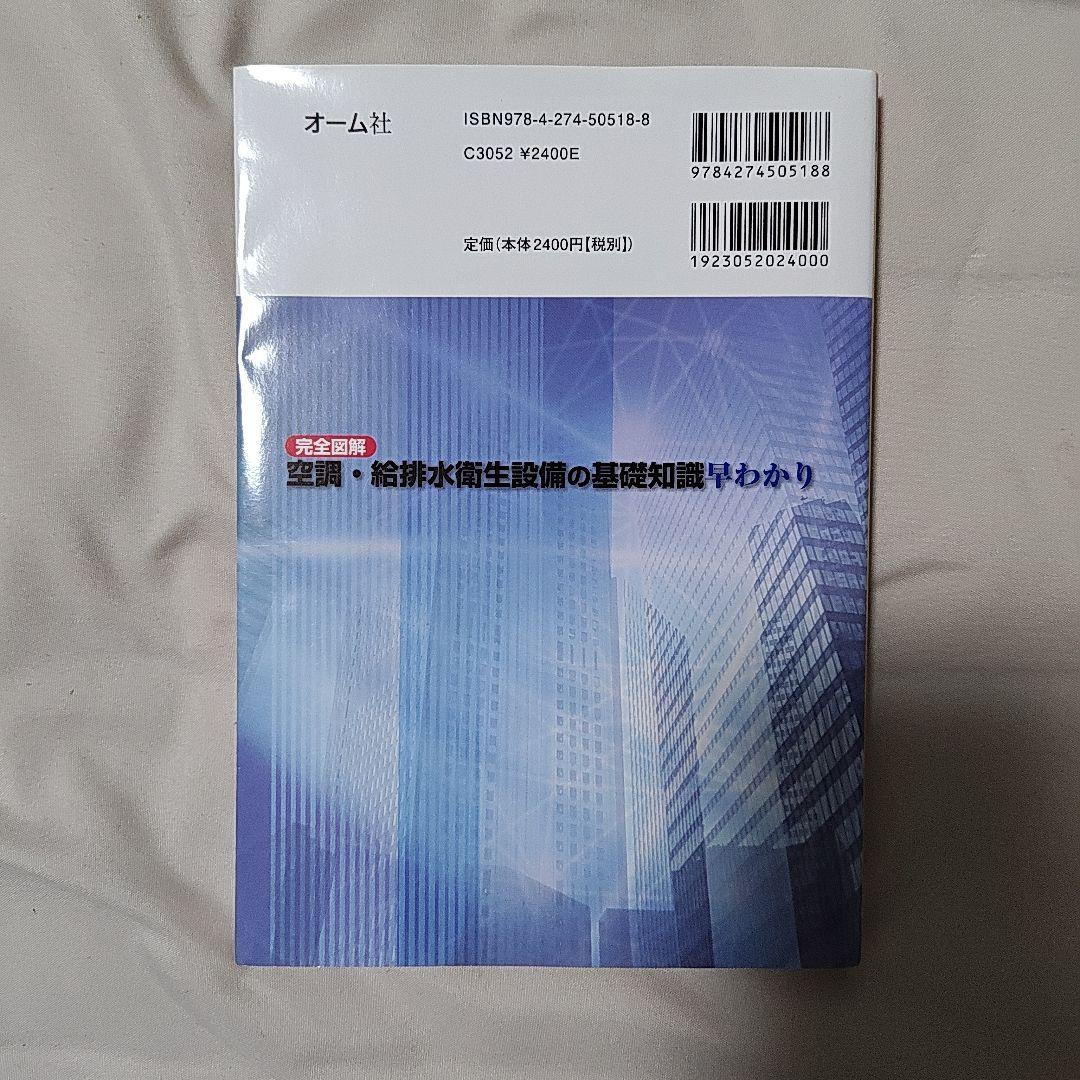 オーム社
ISBN978-4-274-50518-8
C3052 ¥2400E
9784274505188
定価(本体2400円【税別】)
1923052024000
完全図解
空調・給排水衛生設備の基礎知識早わかり